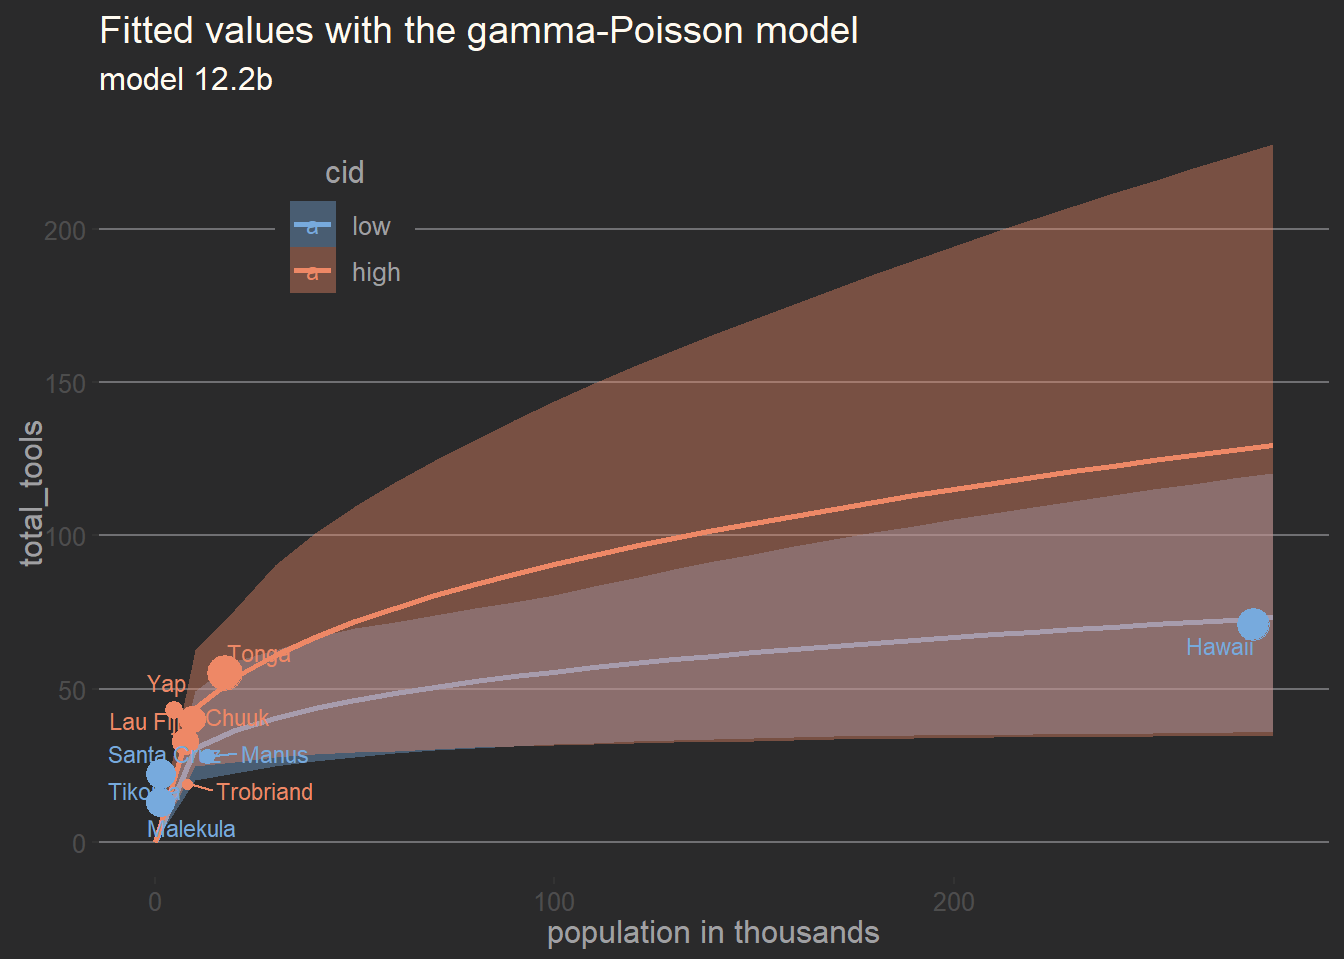 Fitted values with the gamma-Poisson model
model 12.2b
cid
a low
a high
200
150
100
50
0
total_tools
Tonga
Yap
Lau Fiji
Chuuk
Santa Cruz
Manus
Tikopia
Trobriand
Malekula
Hawaii
0 100 200
population in thousands